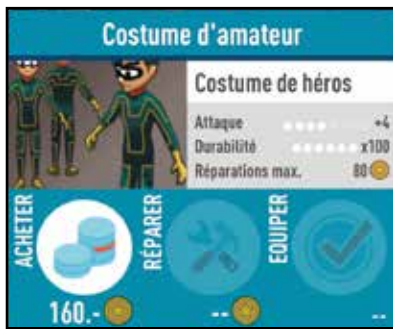 Costume d'amateur
Costume de héros
Attaque +4
Durabilité x100
Réparations max. 80
ACHETER
RÉPARER
EQUIPER
160.- -- --